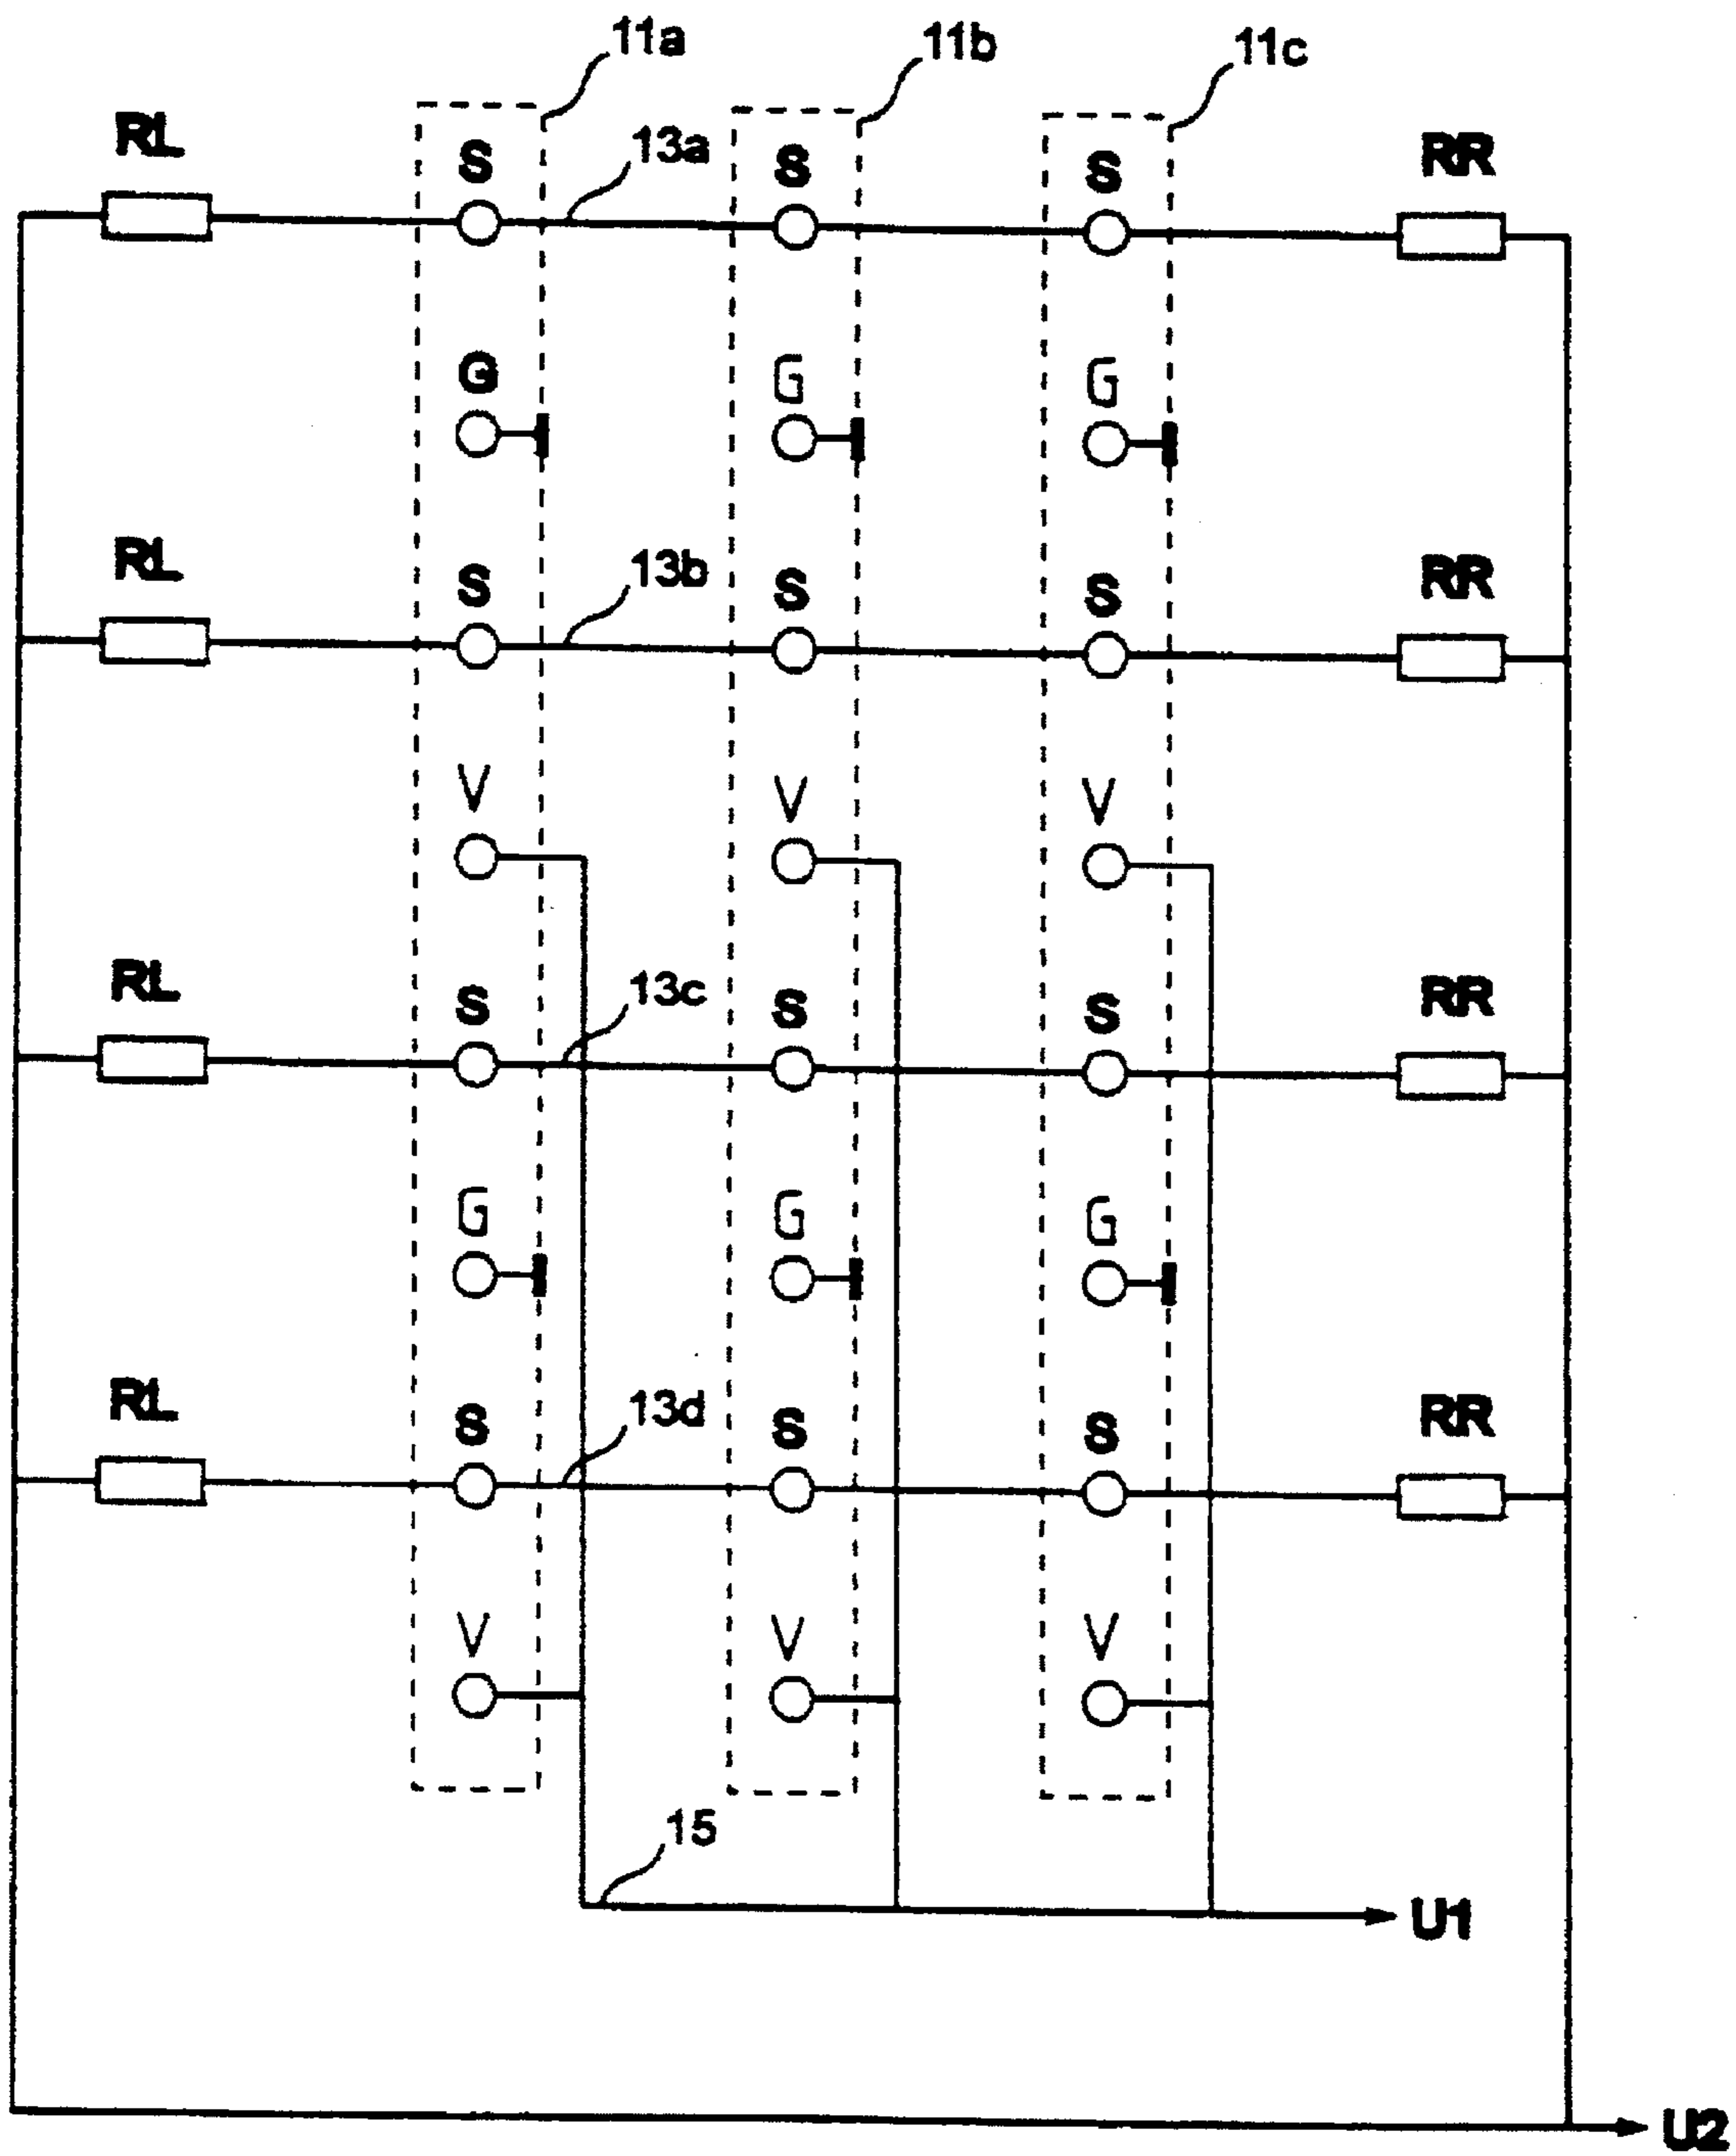 11a 11b 11c
RL S 13a S S RR
G G G
RL S 13b S S RR
V V V
RL S 13c S S RR
G G G
RL S 13d S S RR
V V V
15
U1
U2